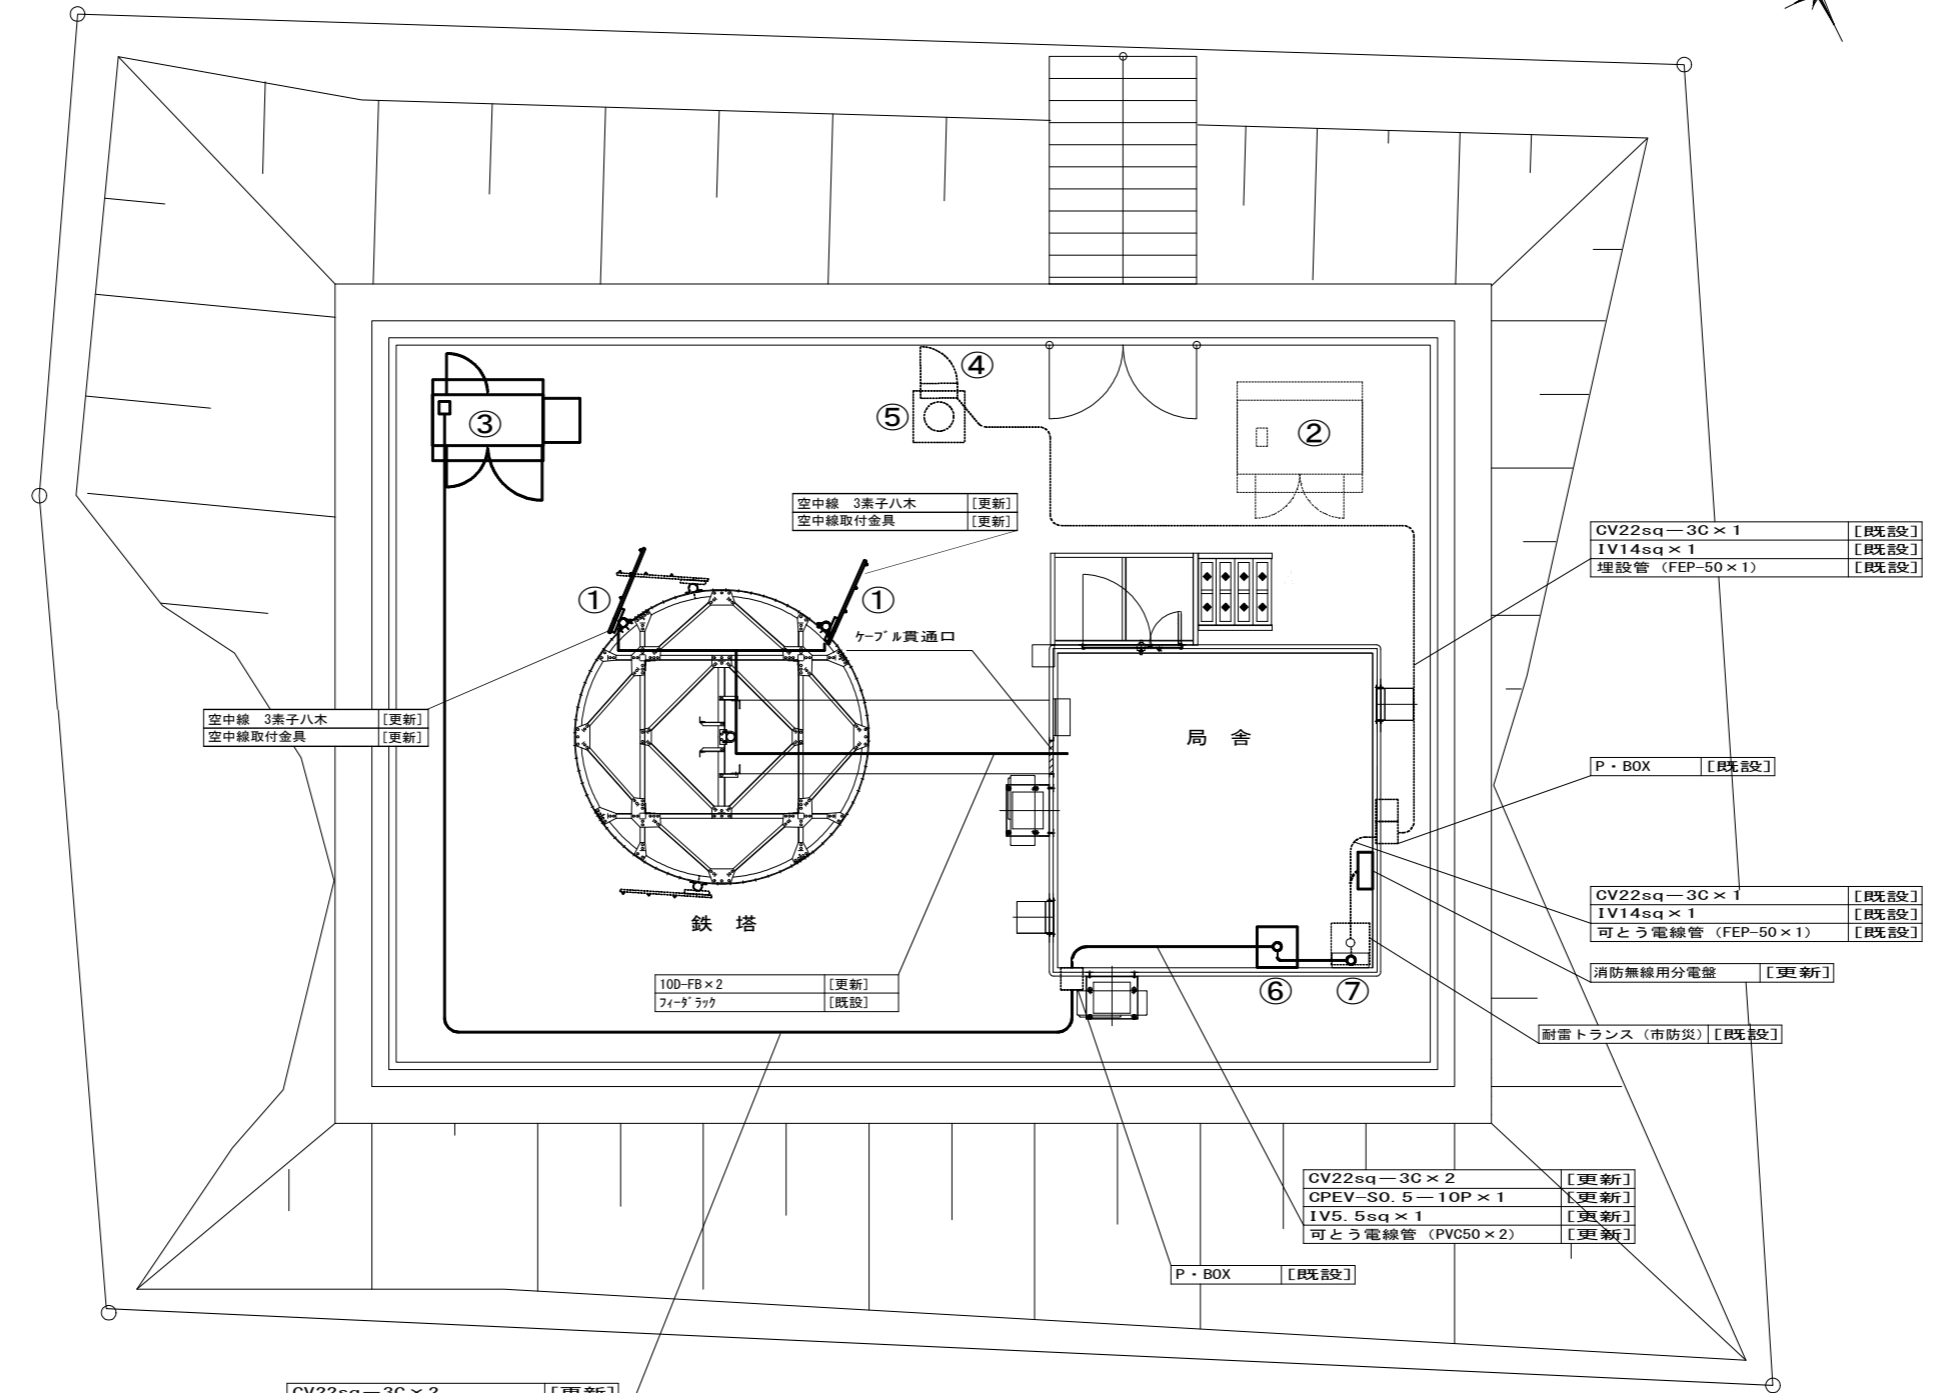 ④
⑤
③
②
空中線 3素子八木 [更新]
空中線取付金具 [更新]
CV22sq－3C×1 [既設]
IV14sq×1 [既設]
埋設管 (FEP-50×1) [既設]
①
①
ｹｰﾌﾞﾙ貫通口
空中線 3素子八木 [更新]
空中線取付金具 [更新]
局 舎
P・BOX [既設]
CV22sq－3C×1 [既設]
IV14sq×1 [既設]
可とう電線管 (FEP-50×1) [既設]
鉄 塔
消防無線用分電盤 [更新]
10D-FB×2 [更新]
ﾌｨｰﾀﾞﾗｯｸ [既設]
⑥
⑦
耐雷トランス (市防災) [既設]
CV22sq－3C×2 [更新]
CPEV-S0.5－10P×1 [更新]
IV5.5sq×1 [更新]
可とう電線管 (PVC50×2) [更新]
P・BOX [既設]
CV22sq－3C×2 [更新]